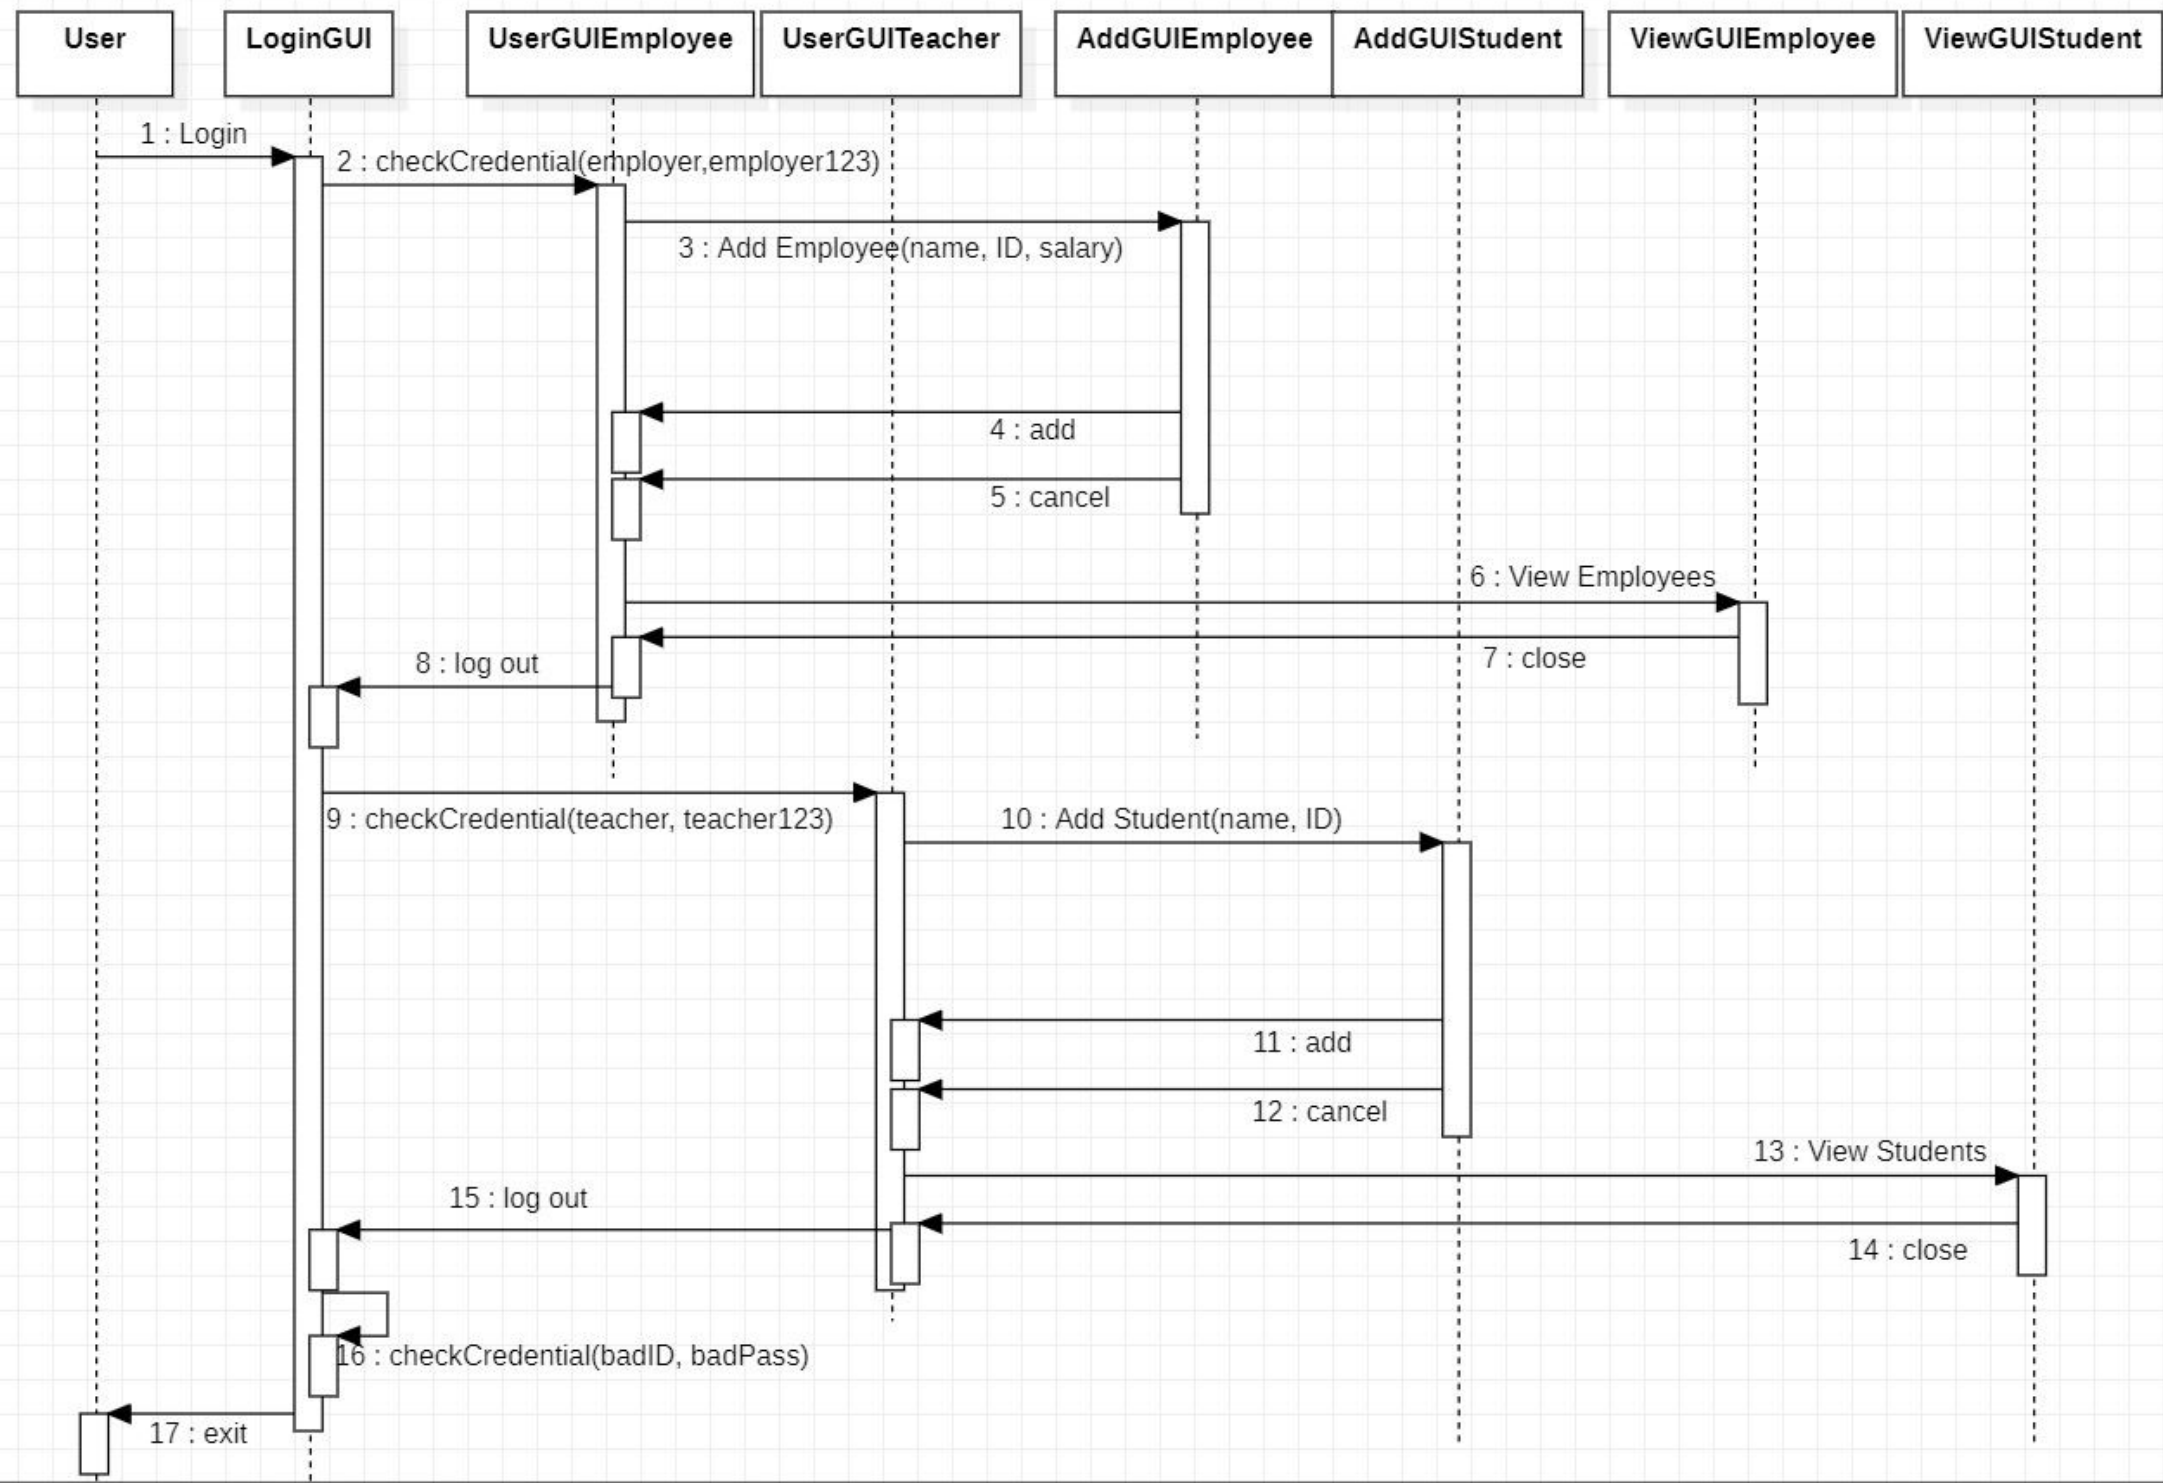 User
LoginGUI
UserGUIEmployee
UserGUITeacher
AddGUIEmployee
AddGUIStudent
ViewGUIEmployee
ViewGUIStudent
1 : Login
2 : checkCredential(employer,employer123)
3 : Add Employee(name, ID, salary)
4 : add
5 : cancel
6 : View Employees
7 : close
8 : log out
9 : checkCredential(teacher, teacher123)
10 : Add Student(name, ID)
11 : add
12 : cancel
13 : View Students
15 : log out
14 : close
16 : checkCredential(badID, badPass)
17 : exit